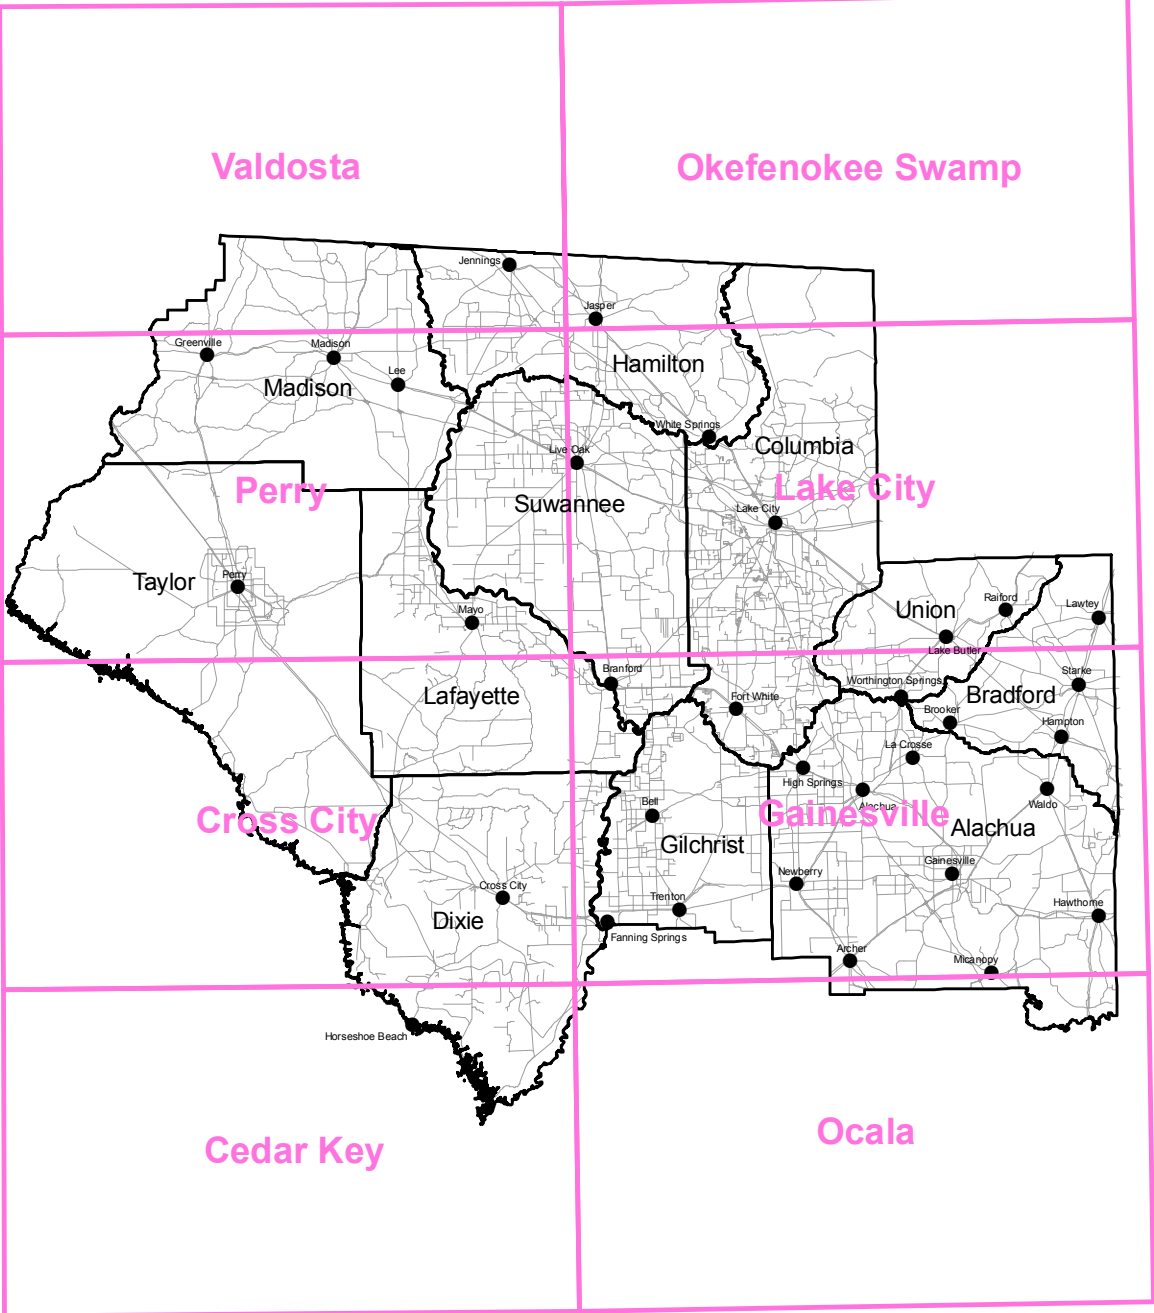 Valdosta
Okefenokee Swamp
Jennings
Jasper
Greenville
Madison
Lee
Madison
Hamilton
White Springs
Columbia
Live Oak
Perry
Lake City
Suwannee
Lake City
Taylor
Perry
Mayo
Union
Raiford
Lawtey
Lake Butler
Branford
Lafayette
Fort White
Worthington Springs
Starke
Bradford
Brooker
Hampton
La Crosse
High Springs
Bell
Alachua
Waldo
Cross City
Gainesville
Alachua
Gilchrist
Gainesville
Newberry
Cross City
Trenton
Hawthorne
Dixie
Fanning Springs
Archer
Micanopy
Horseshoe Beach
Cedar Key
Ocala